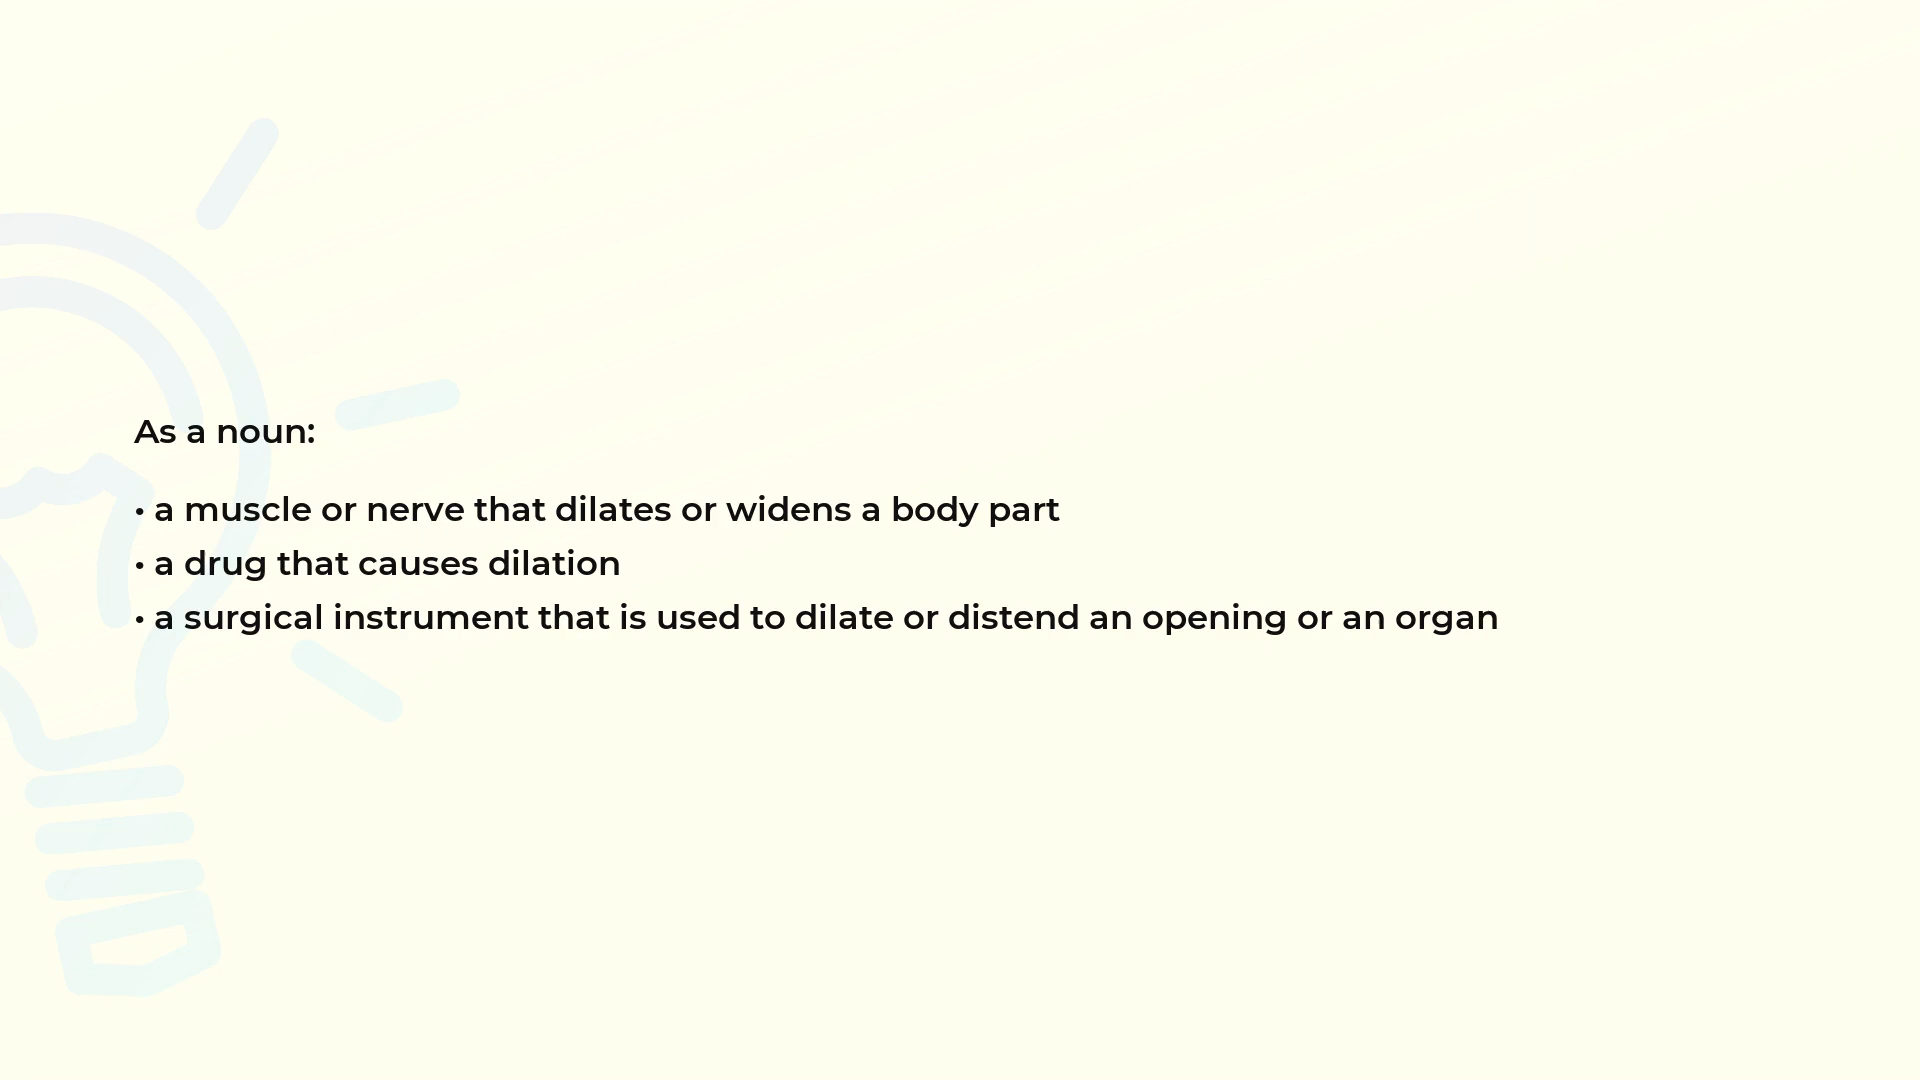 As a noun:
• a muscle or nerve that dilates or widens a body part
• a drug that causes dilation
• a surgical instrument that is used to dilate or distend an opening or an organ